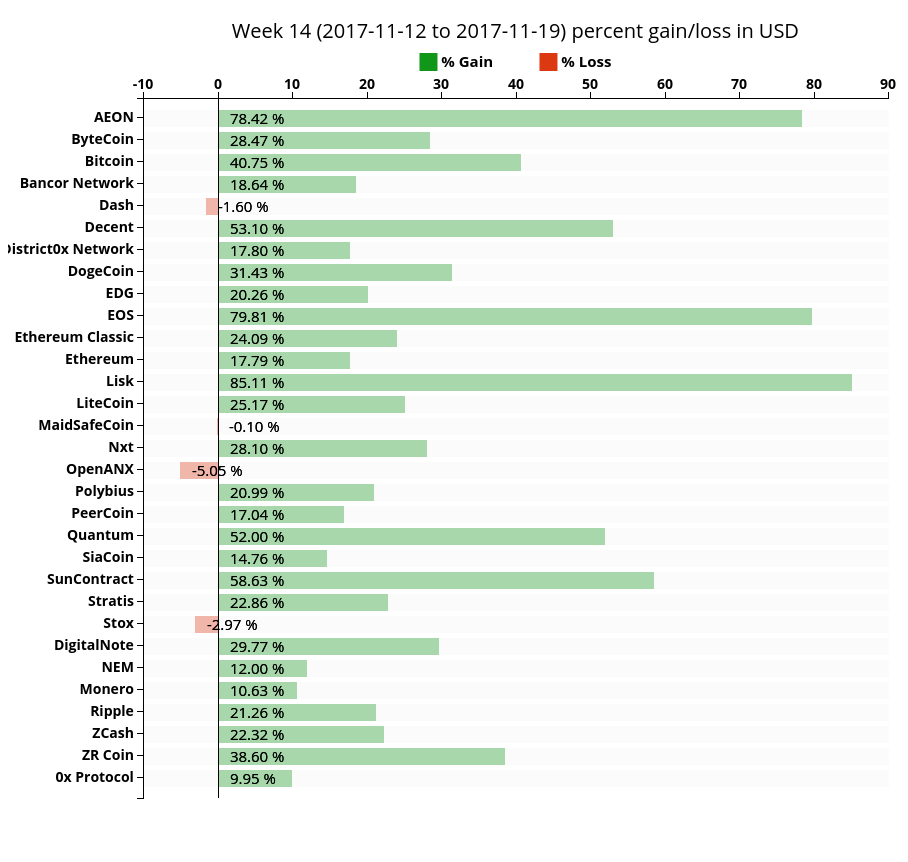 Week 14 (2017-11-12 to 2017-11-19) percent gain/loss in USD
% Gain % Loss
-10 0 10 20 30 40 50 60 70 80 90
AEON 78.42 %
ByteCoin 28.47 %
Bitcoin 40.75 %
Bancor Network 18.64 %
Dash -1.60 %
Decent 53.10 %
istrict0x Network 17.80 %
DogeCoin 31.43 %
EDG 20.26 %
EOS 79.81 %
Ethereum Classic 24.09 %
Ethereum 17.79 %
Lisk 85.11 %
LiteCoin 25.17 %
MaidSafeCoin -0.10 %
Nxt 28.10 %
OpenANX -5.05 %
Polybius 20.99 %
PeerCoin 17.04 %
Quantum 52.00 %
SiaCoin 14.76 %
SunContract 58.63 %
Stratis 22.86 %
Stox -2.97 %
DigitalNote 29.77 %
NEM 12.00 %
Monero 10.63 %
Ripple 21.26 %
ZCash 22.32 %
ZR Coin 38.60 %
0x Protocol 9.95 %